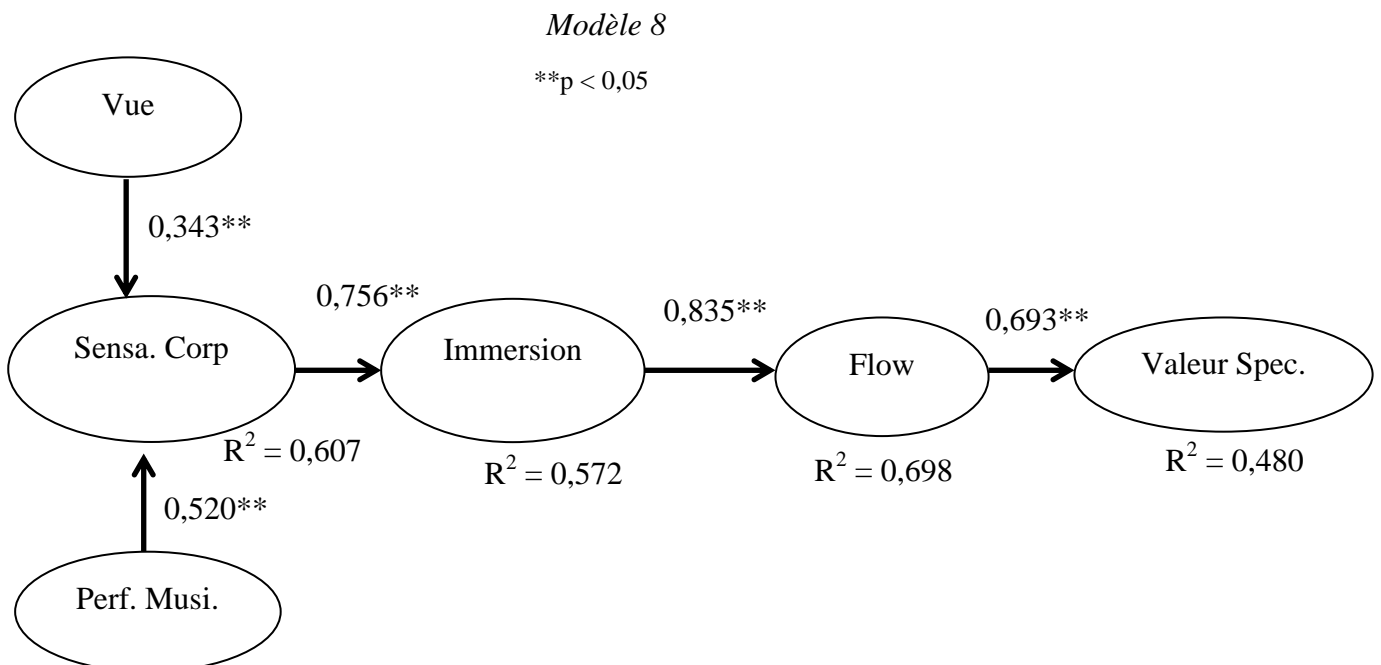 Modèle 8
**p < 0,05
Vue
0,343**
0,756**
0,835**
0,693**
Sensa. Corp
Immersion
Flow
Valeur Spec.
R² = 0,607
R² = 0,572
R² = 0,698
R² = 0,480
0,520**
Perf. Musi.